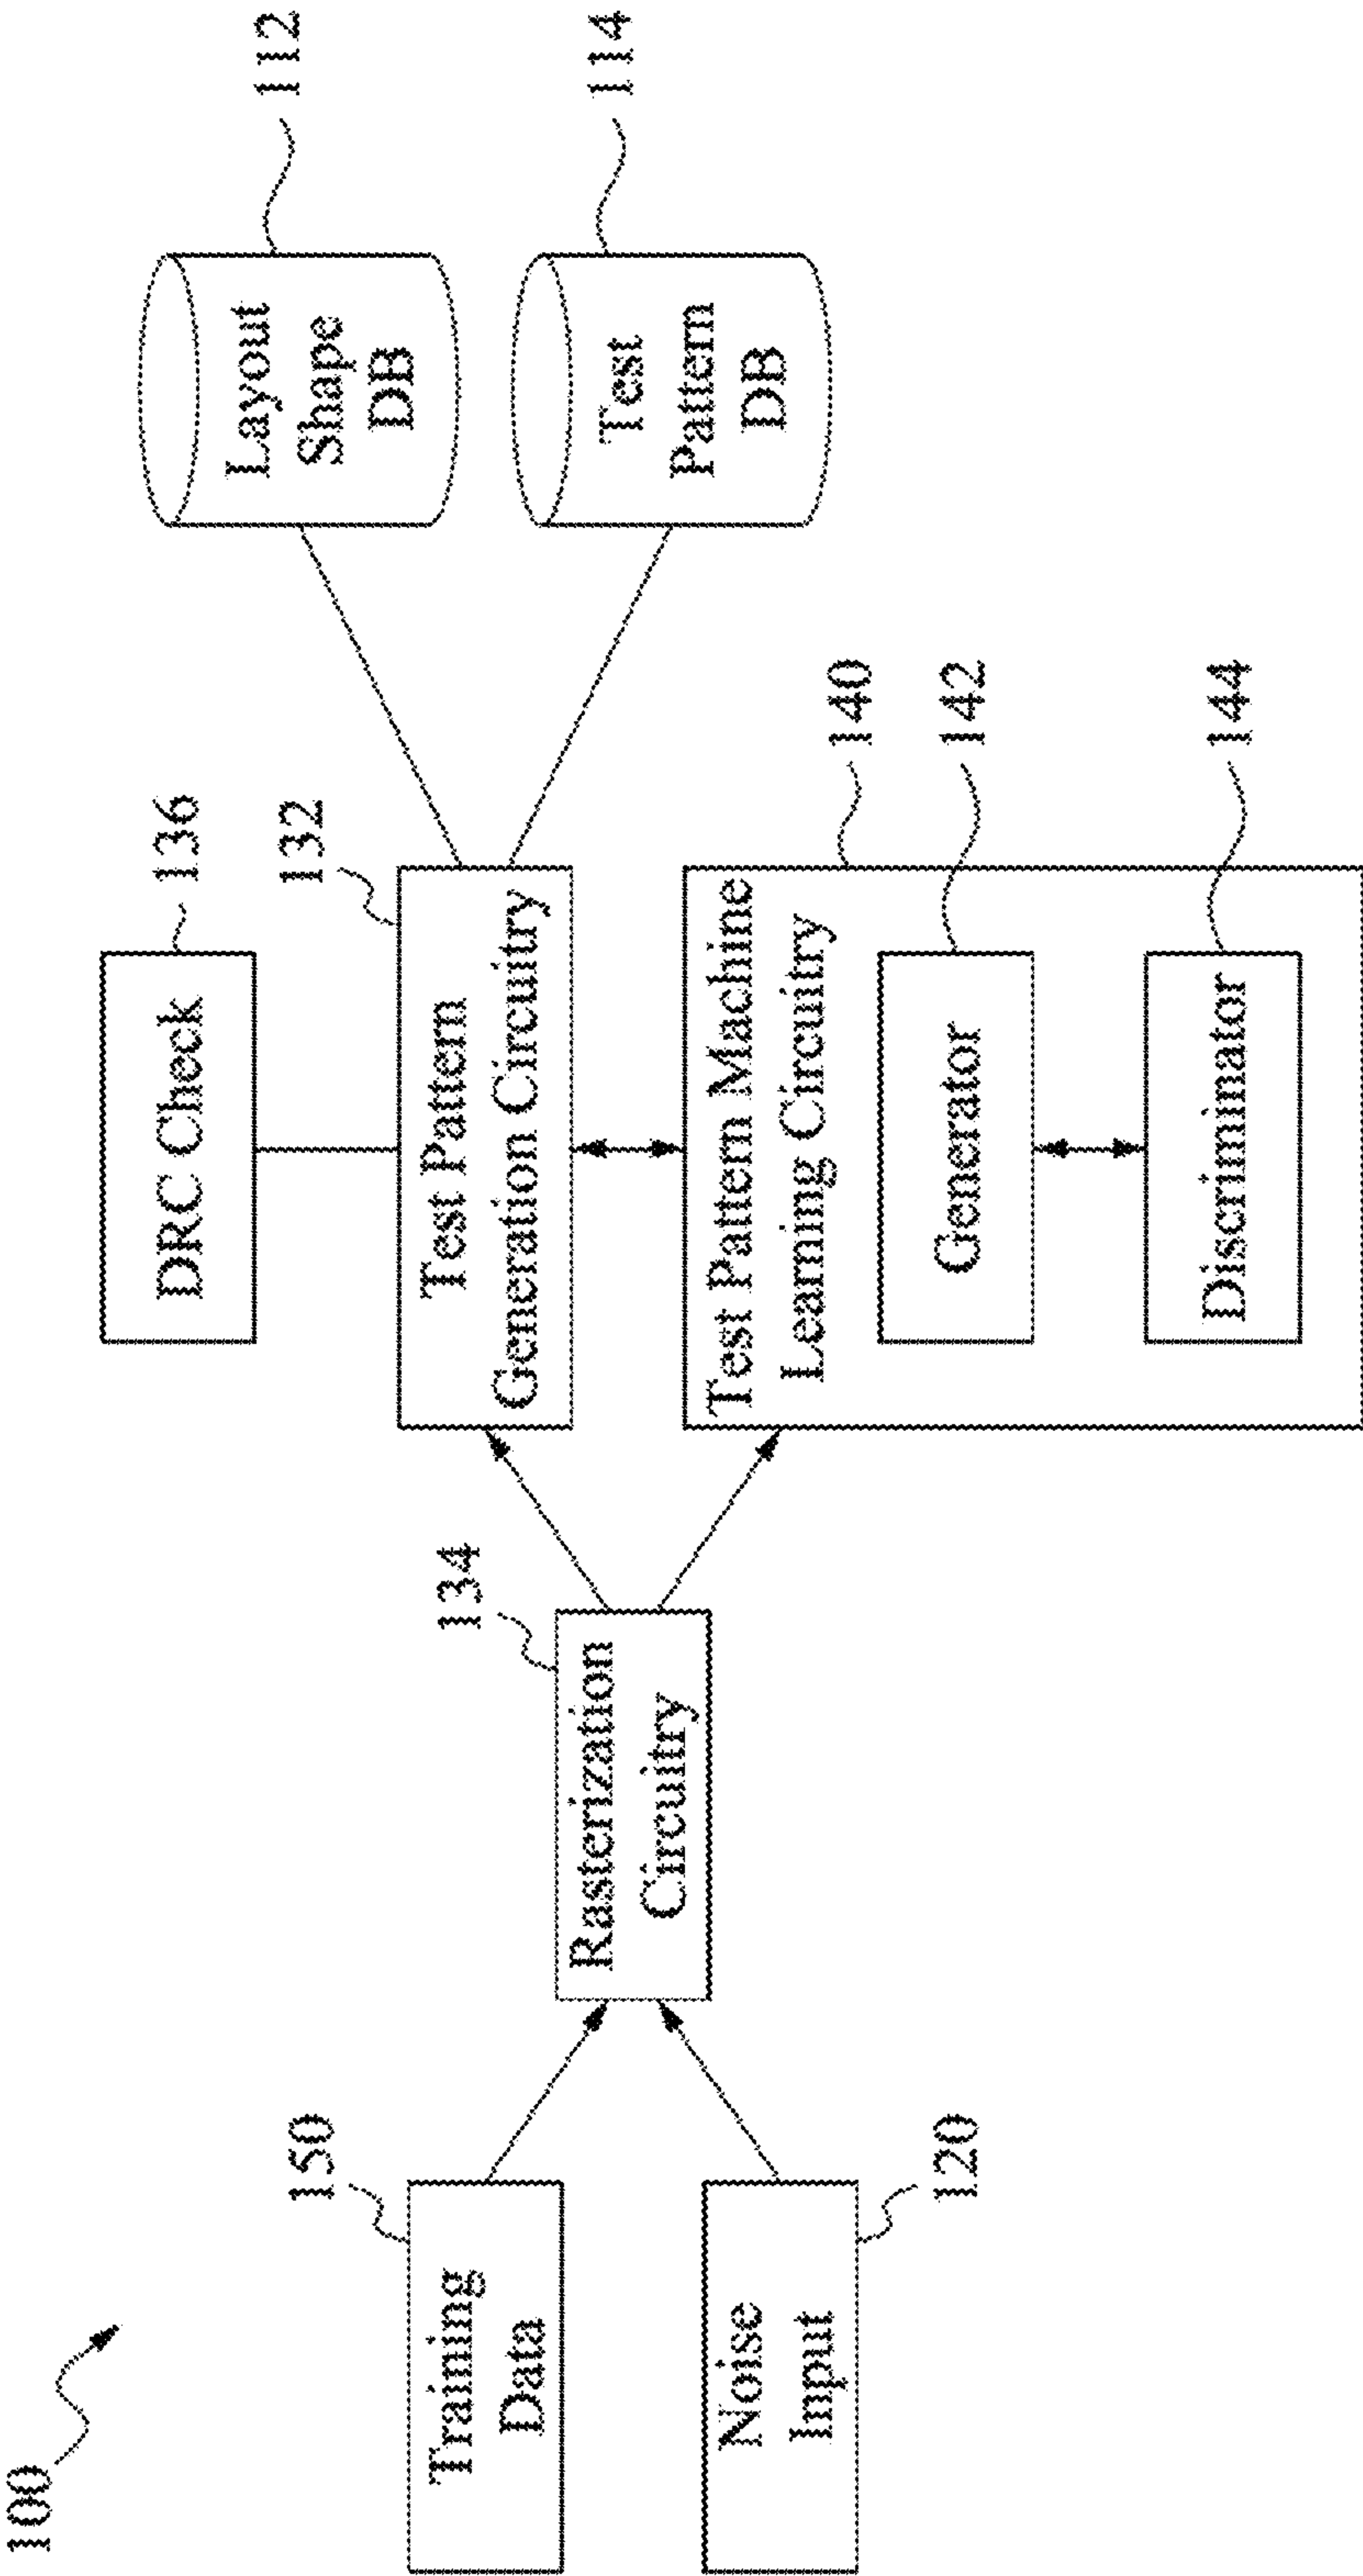 100
DRC Check
136
Layout
Shape
DB
112
132
Test Pattern
Generation Circuitry
Test
Pattern
DB
114
150
Training
Data
134
Rasterization
Circuitry
Noise
Input
120
Test Pattern Machine
Learning Circuitry
140
Generator
142
Discriminator
144